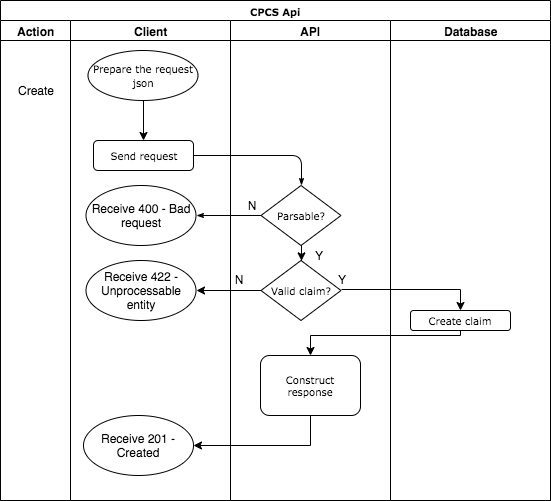 CPCS Api
Action
Client
API
Database
Create
Prepare the request
json
Send request
Parsable?
N
Receive 400 - Bad
request
Y
Valid claim?
N
Y
Receive 422 -
Unprocessable
entity
Create claim
Construct
response
Receive 201 -
Created